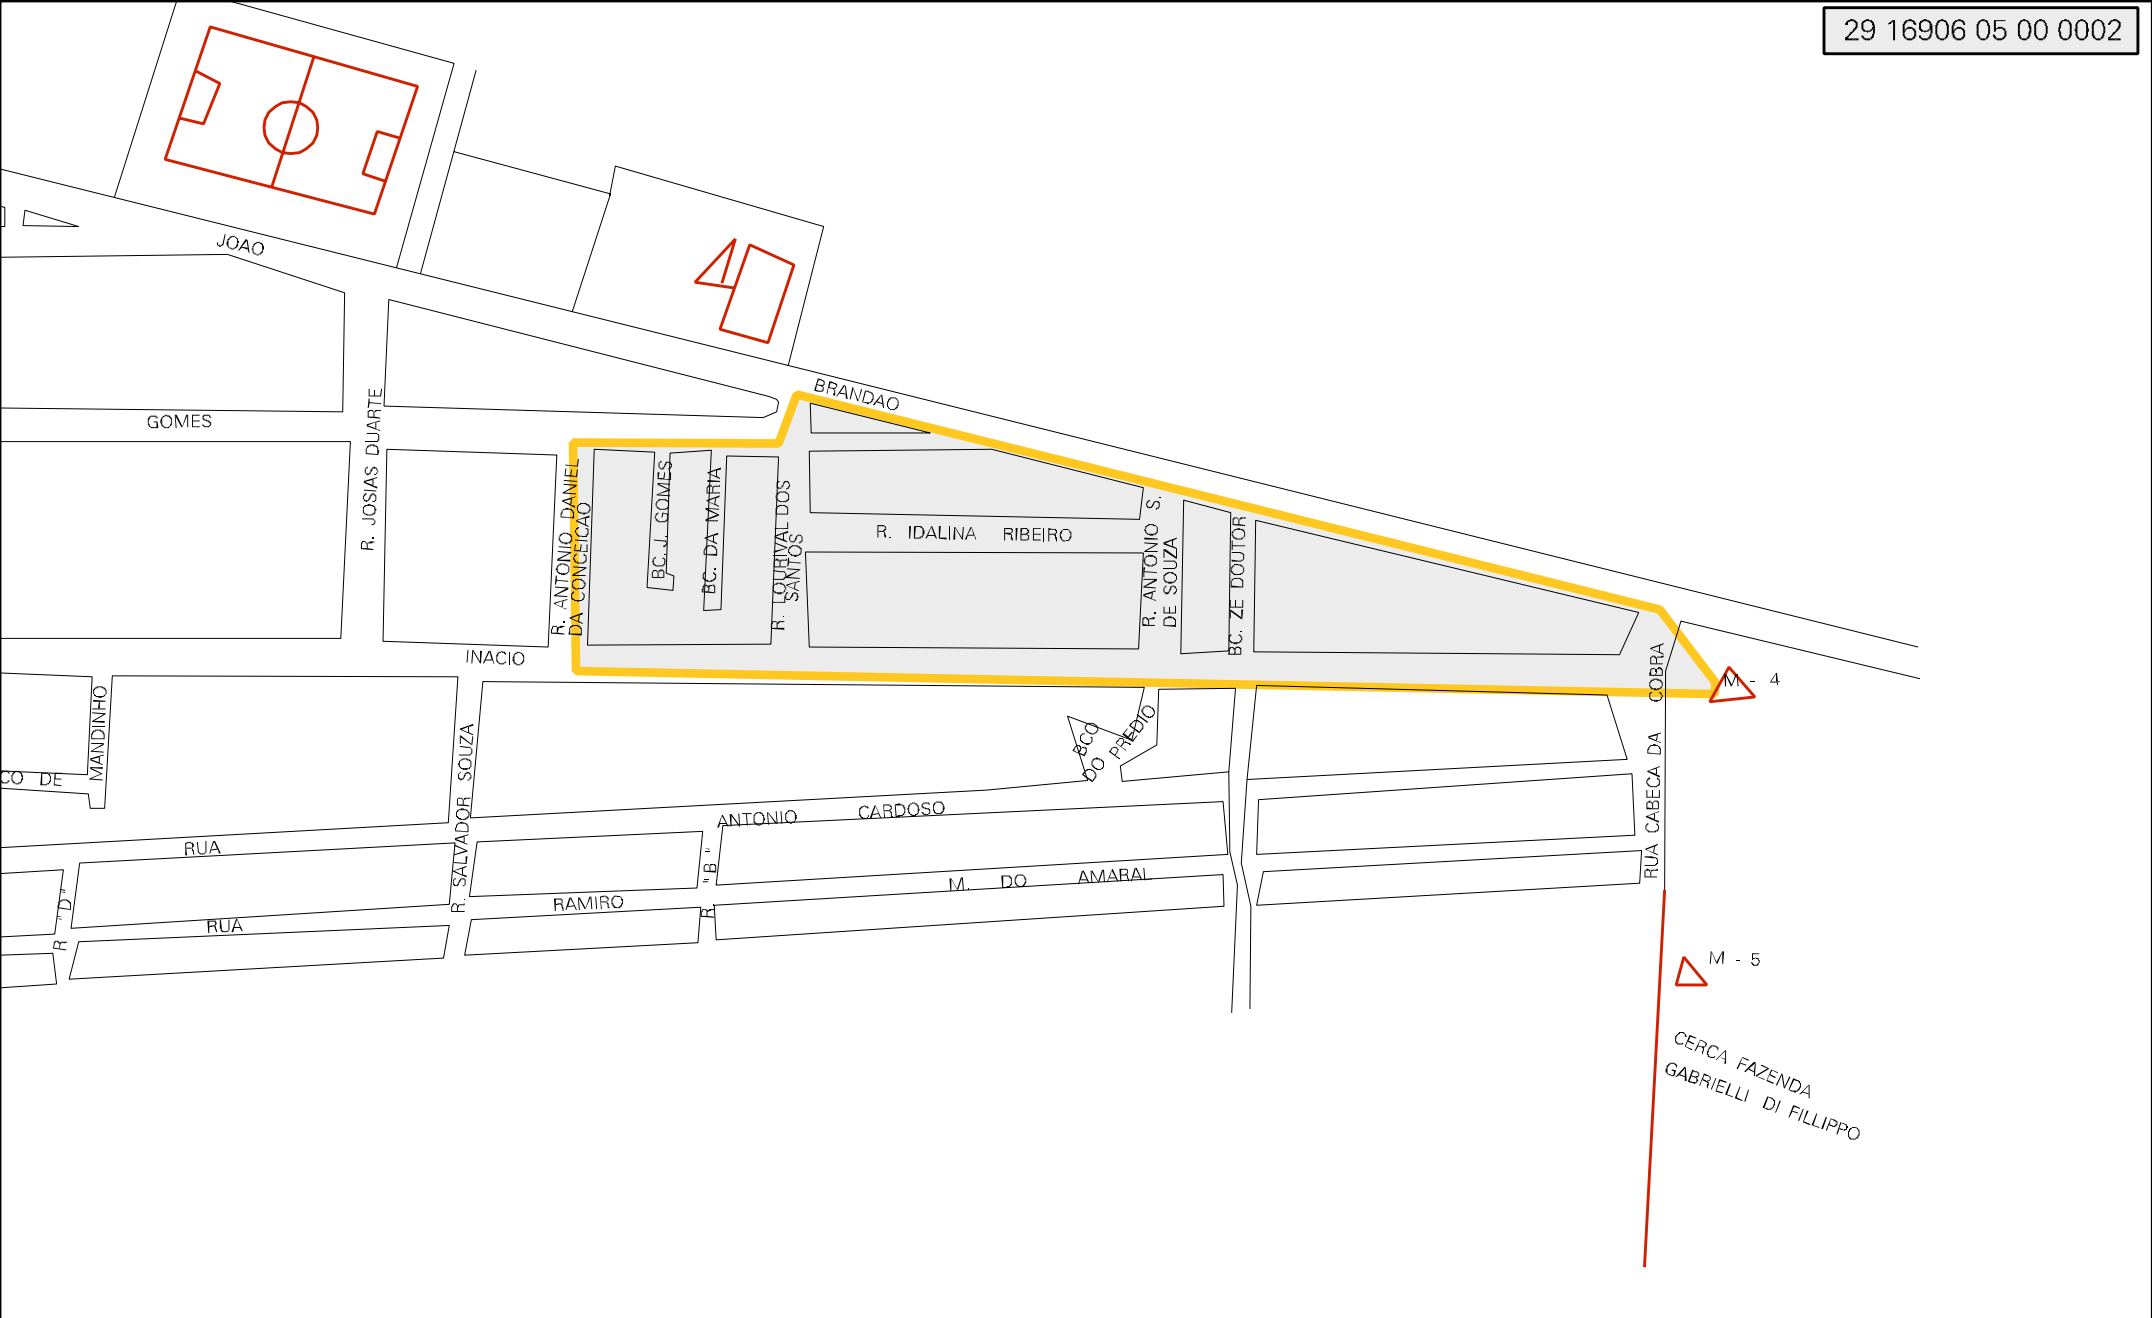 29 16906 05 00 0002
JOAO
BRANDAO
GOMES
R. JOSIAS DUARTE
R. ANTONIO DANIEL
DA CONCEICAO
BC. J. GOMES
BC. DA MARIA
R. LOURIVAL DOS
SANTOS
R. IDALINA RIBEIRO
R. ANTONIO S.
DE SOUZA
BC. ZE DOUTOR
INACIO
RUA CABECA DA COBRA
M - 4
MANDINHO
CO DE
R. SALVADOR SOUZA
BCO
DO PREDIO
ANTONIO CARDOSO
RUA
R "B"
M. DO AMARAL
RAMIRO
RUA
R "D"
M - 5
CERCA FAZENDA
GABRIELLI DI FILLIPPO